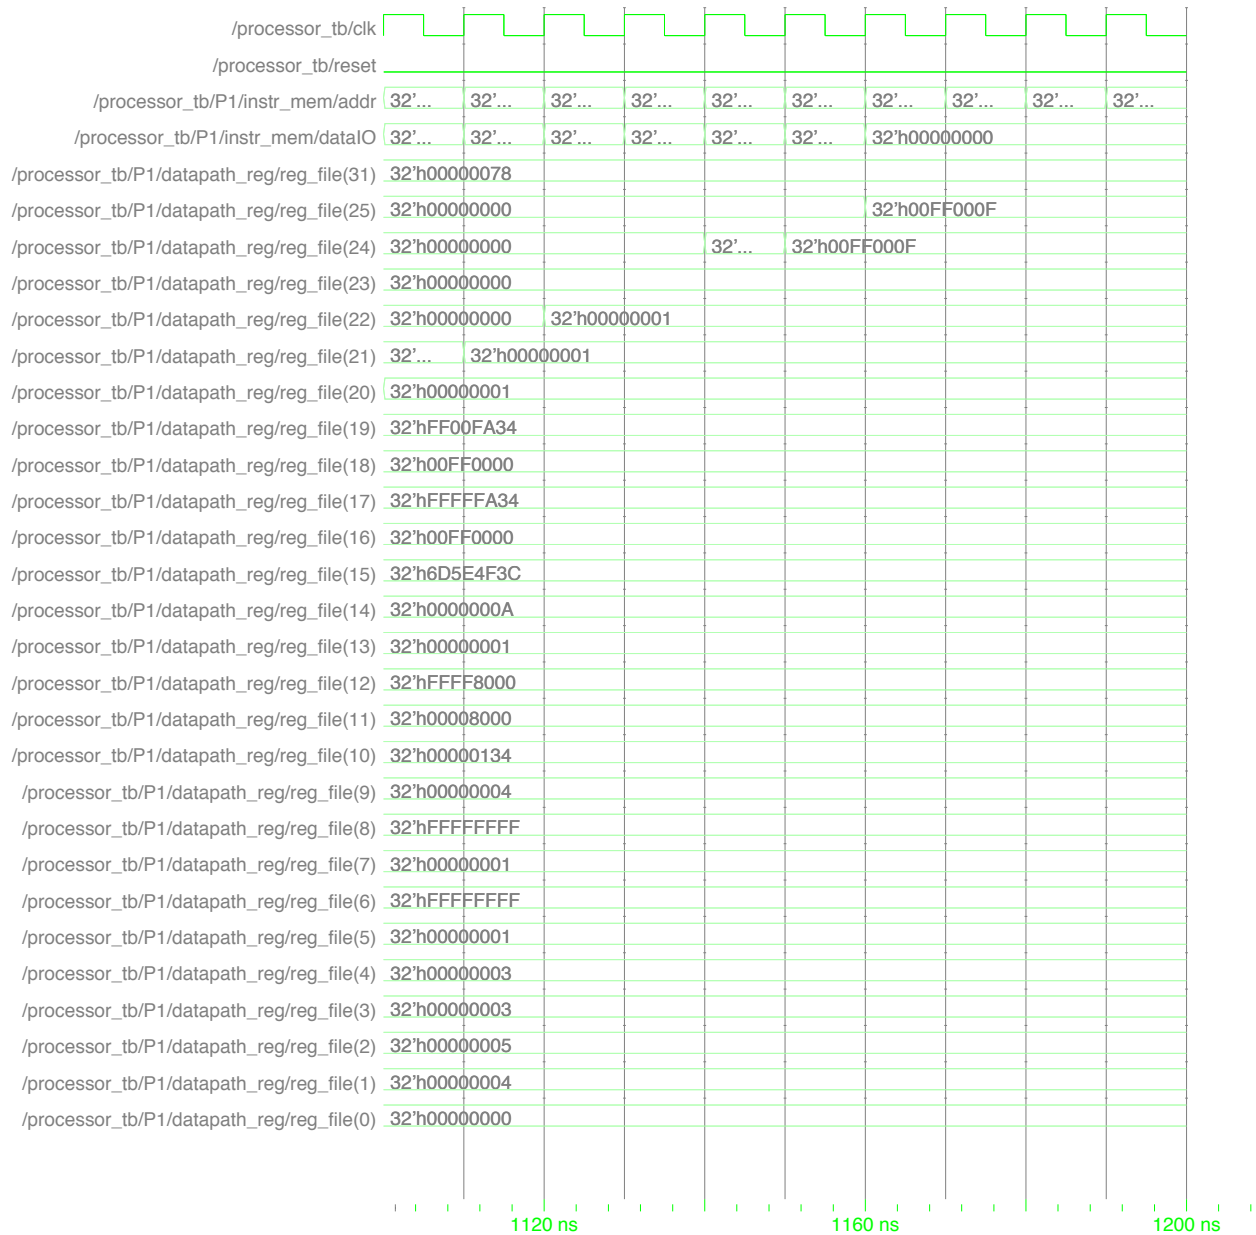 /processor_tb/clk
/processor_tb/reset
/processor_tb/P1/instr_mem/addr 32'... 32'... 32'... 32'... 32'... 32'... 32'... 32'... 32'... 32'...
/processor_tb/P1/instr_mem/dataIO 32'... 32'... 32'... 32'... 32'... 32'... 32'h00000000
/processor_tb/P1/datapath_reg/reg_file(31) 32'h00000078
/processor_tb/P1/datapath_reg/reg_file(25) 32'h00000000 32'h00FF000F
/processor_tb/P1/datapath_reg/reg_file(24) 32'h00000000 32'... 32'h00FF000F
/processor_tb/P1/datapath_reg/reg_file(23) 32'h00000000
/processor_tb/P1/datapath_reg/reg_file(22) 32'h00000000 32'h00000001
/processor_tb/P1/datapath_reg/reg_file(21) 32'... 32'h00000001
/processor_tb/P1/datapath_reg/reg_file(20) 32'h00000001
/processor_tb/P1/datapath_reg/reg_file(19) 32'hFF00FA34
/processor_tb/P1/datapath_reg/reg_file(18) 32'h00FF0000
/processor_tb/P1/datapath_reg/reg_file(17) 32'hFFFFFA34
/processor_tb/P1/datapath_reg/reg_file(16) 32'h00FF0000
/processor_tb/P1/datapath_reg/reg_file(15) 32'h6D5E4F3C
/processor_tb/P1/datapath_reg/reg_file(14) 32'h0000000A
/processor_tb/P1/datapath_reg/reg_file(13) 32'h00000001
/processor_tb/P1/datapath_reg/reg_file(12) 32'hFFFF8000
/processor_tb/P1/datapath_reg/reg_file(11) 32'h00008000
/processor_tb/P1/datapath_reg/reg_file(10) 32'h00000134
/processor_tb/P1/datapath_reg/reg_file(9) 32'h00000004
/processor_tb/P1/datapath_reg/reg_file(8) 32'hFFFFFFFF
/processor_tb/P1/datapath_reg/reg_file(7) 32'h00000001
/processor_tb/P1/datapath_reg/reg_file(6) 32'hFFFFFFFF
/processor_tb/P1/datapath_reg/reg_file(5) 32'h00000001
/processor_tb/P1/datapath_reg/reg_file(4) 32'h00000003
/processor_tb/P1/datapath_reg/reg_file(3) 32'h00000003
/processor_tb/P1/datapath_reg/reg_file(2) 32'h00000005
/processor_tb/P1/datapath_reg/reg_file(1) 32'h00000004
/processor_tb/P1/datapath_reg/reg_file(0) 32'h00000000
1120 ns 1160 ns 1200 ns